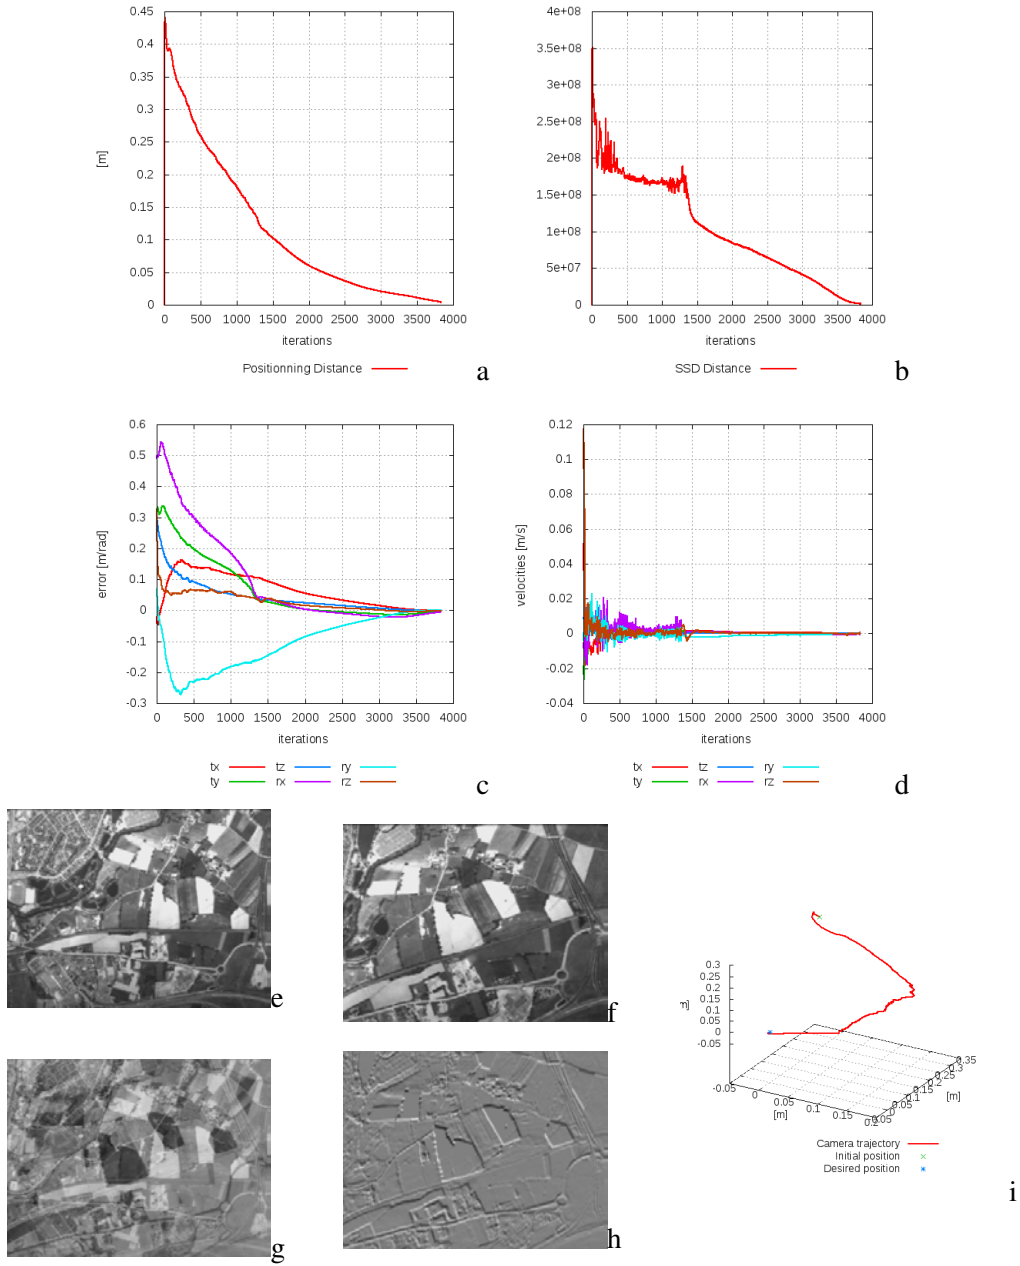 0.45
0.4
0.35
0.3
0.25
0.2
0.15
0.1
0.05
0
[m]
0 500 1000 1500 2000 2500 3000 3500 4000
iterations
Positionning Distance
a
4e+08
3.5e+08
3e+08
2.5e+08
2e+08
1.5e+08
1e+08
5e+07
0
0 500 1000 1500 2000 2500 3000 3500 4000
iterations
SSD Distance
b
0.6
0.5
0.4
0.3
0.2
0.1
0
-0.1
-0.2
-0.3
error [m/rad]
0 500 1000 1500 2000 2500 3000 3500 4000
iterations
tx tz ry
ty rx rz
c
0.12
0.1
0.08
0.06
0.04
0.02
0
-0.02
-0.04
velocities [m/s]
0 500 1000 1500 2000 2500 3000 3500 4000
iterations
tx tz ry
ty rx rz
d
e
f
g
h
0.3
0.25
0.2
0.15
0.1
0.05
0
-0.05
[m]
-0.05 0 0.05 0.1 0.15 0.2
[m]
-0.05 0 0.05 0.1 0.15 0.2 0.25 0.3 0.35
[m]
Camera trajectory
Initial position
Desired position
i